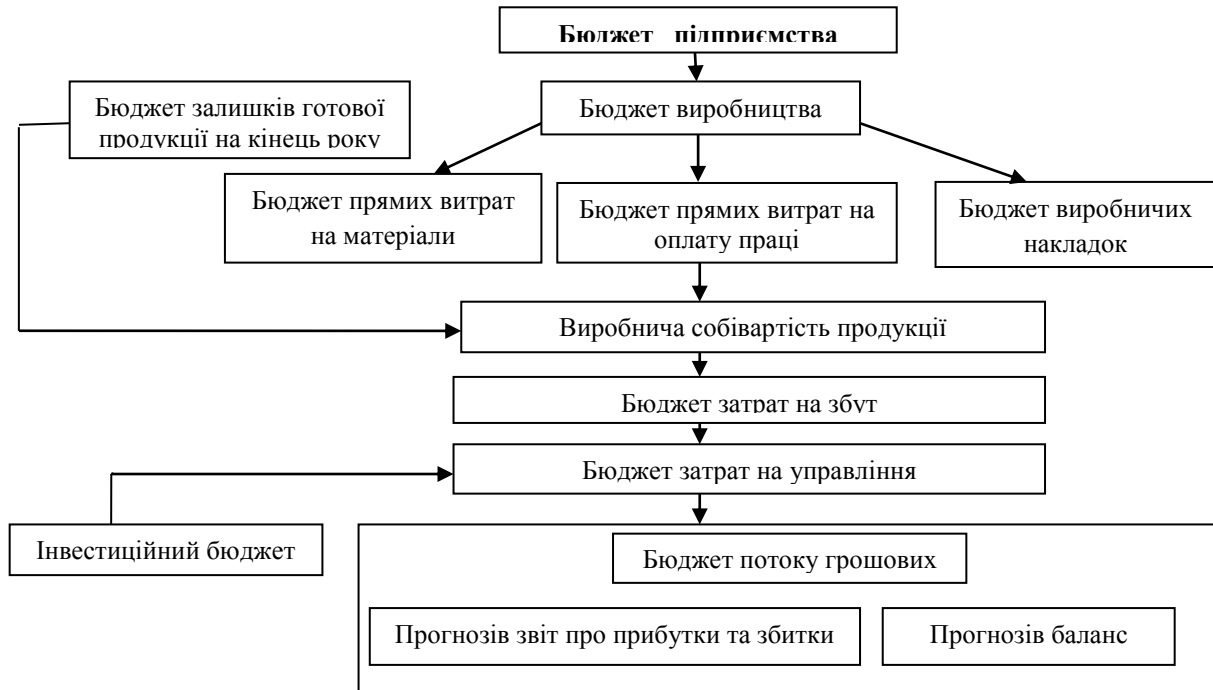 Бюджет підприємства
Бюджет залишків готової
продукції на кінець року
Бюджет виробництва
Бюджет прямих витрат
на матеріали
Бюджет прямих витрат на
оплату праці
Бюджет виробничих
накладок
Виробнича собівартість продукції
Бюджет затрат на збут
Бюджет затрат на управління
Інвестиційний бюджет
Бюджет потоку грошових
Прогнозів звіт про прибутки та збитки
Прогнозів баланс